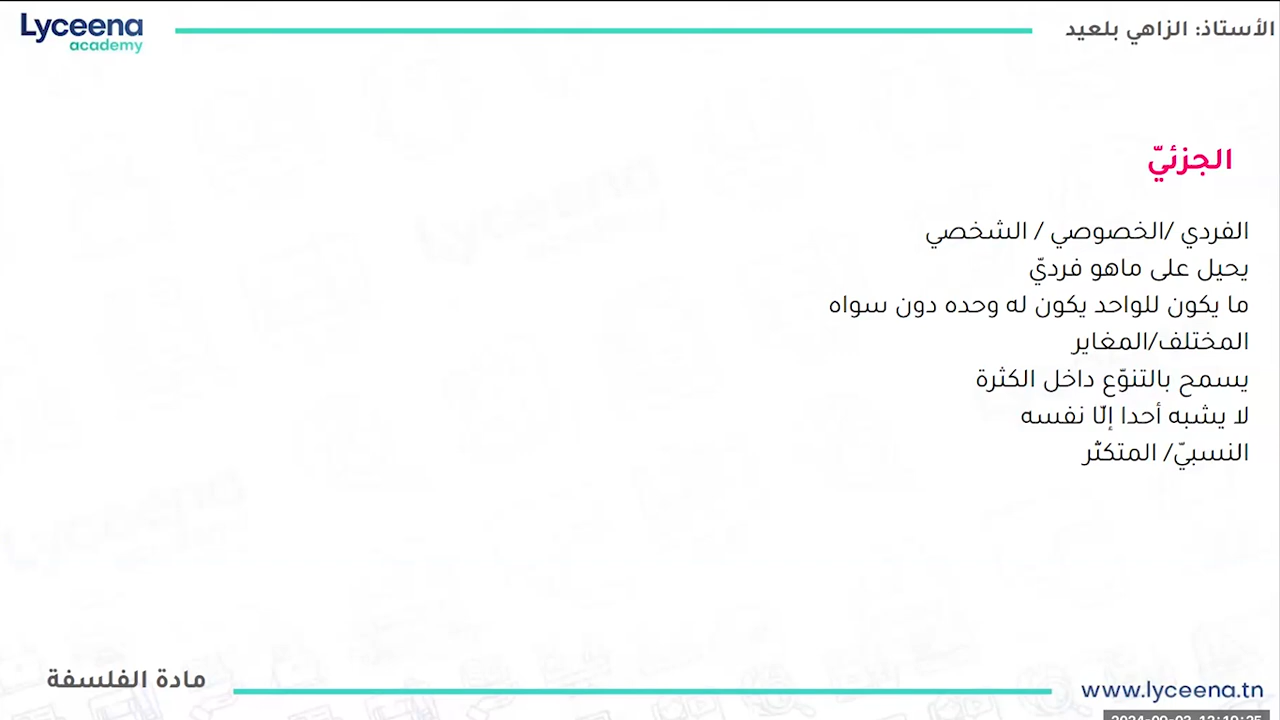 Lyceena
academy
الأستاذ: الزاهي بلعيد
الجزئيّ
الفردي /الخصوصي / الشخصي
يحيل على ماهو فرديّ
ما يكون للواحد يكون له وحده دون سواه
المختلف/المغاير
يسمح بالتنوّع داخل الكثرة
لا يشبه أحدا إلّا نفسه
النسبيّ/ المتكثّر
مادة الفلسفة
www.lyceena.tn